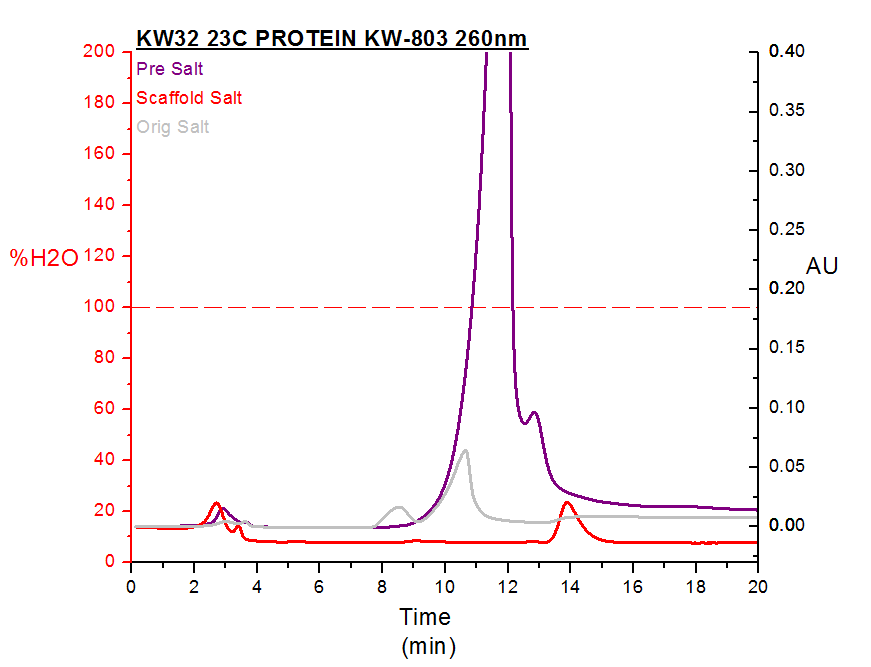 KW32 23C PROTEIN KW-803 260nm
Pre Salt
Scaffold Salt
Orig Salt
200
180
160
140
120
100
80
60
40
20
0
%H2O
0.40
0.35
0.30
0.25
0.20
0.15
0.10
0.05
0.00
AU
0 2 4 6 8 10 12 14 16 18 20
Time
(min)